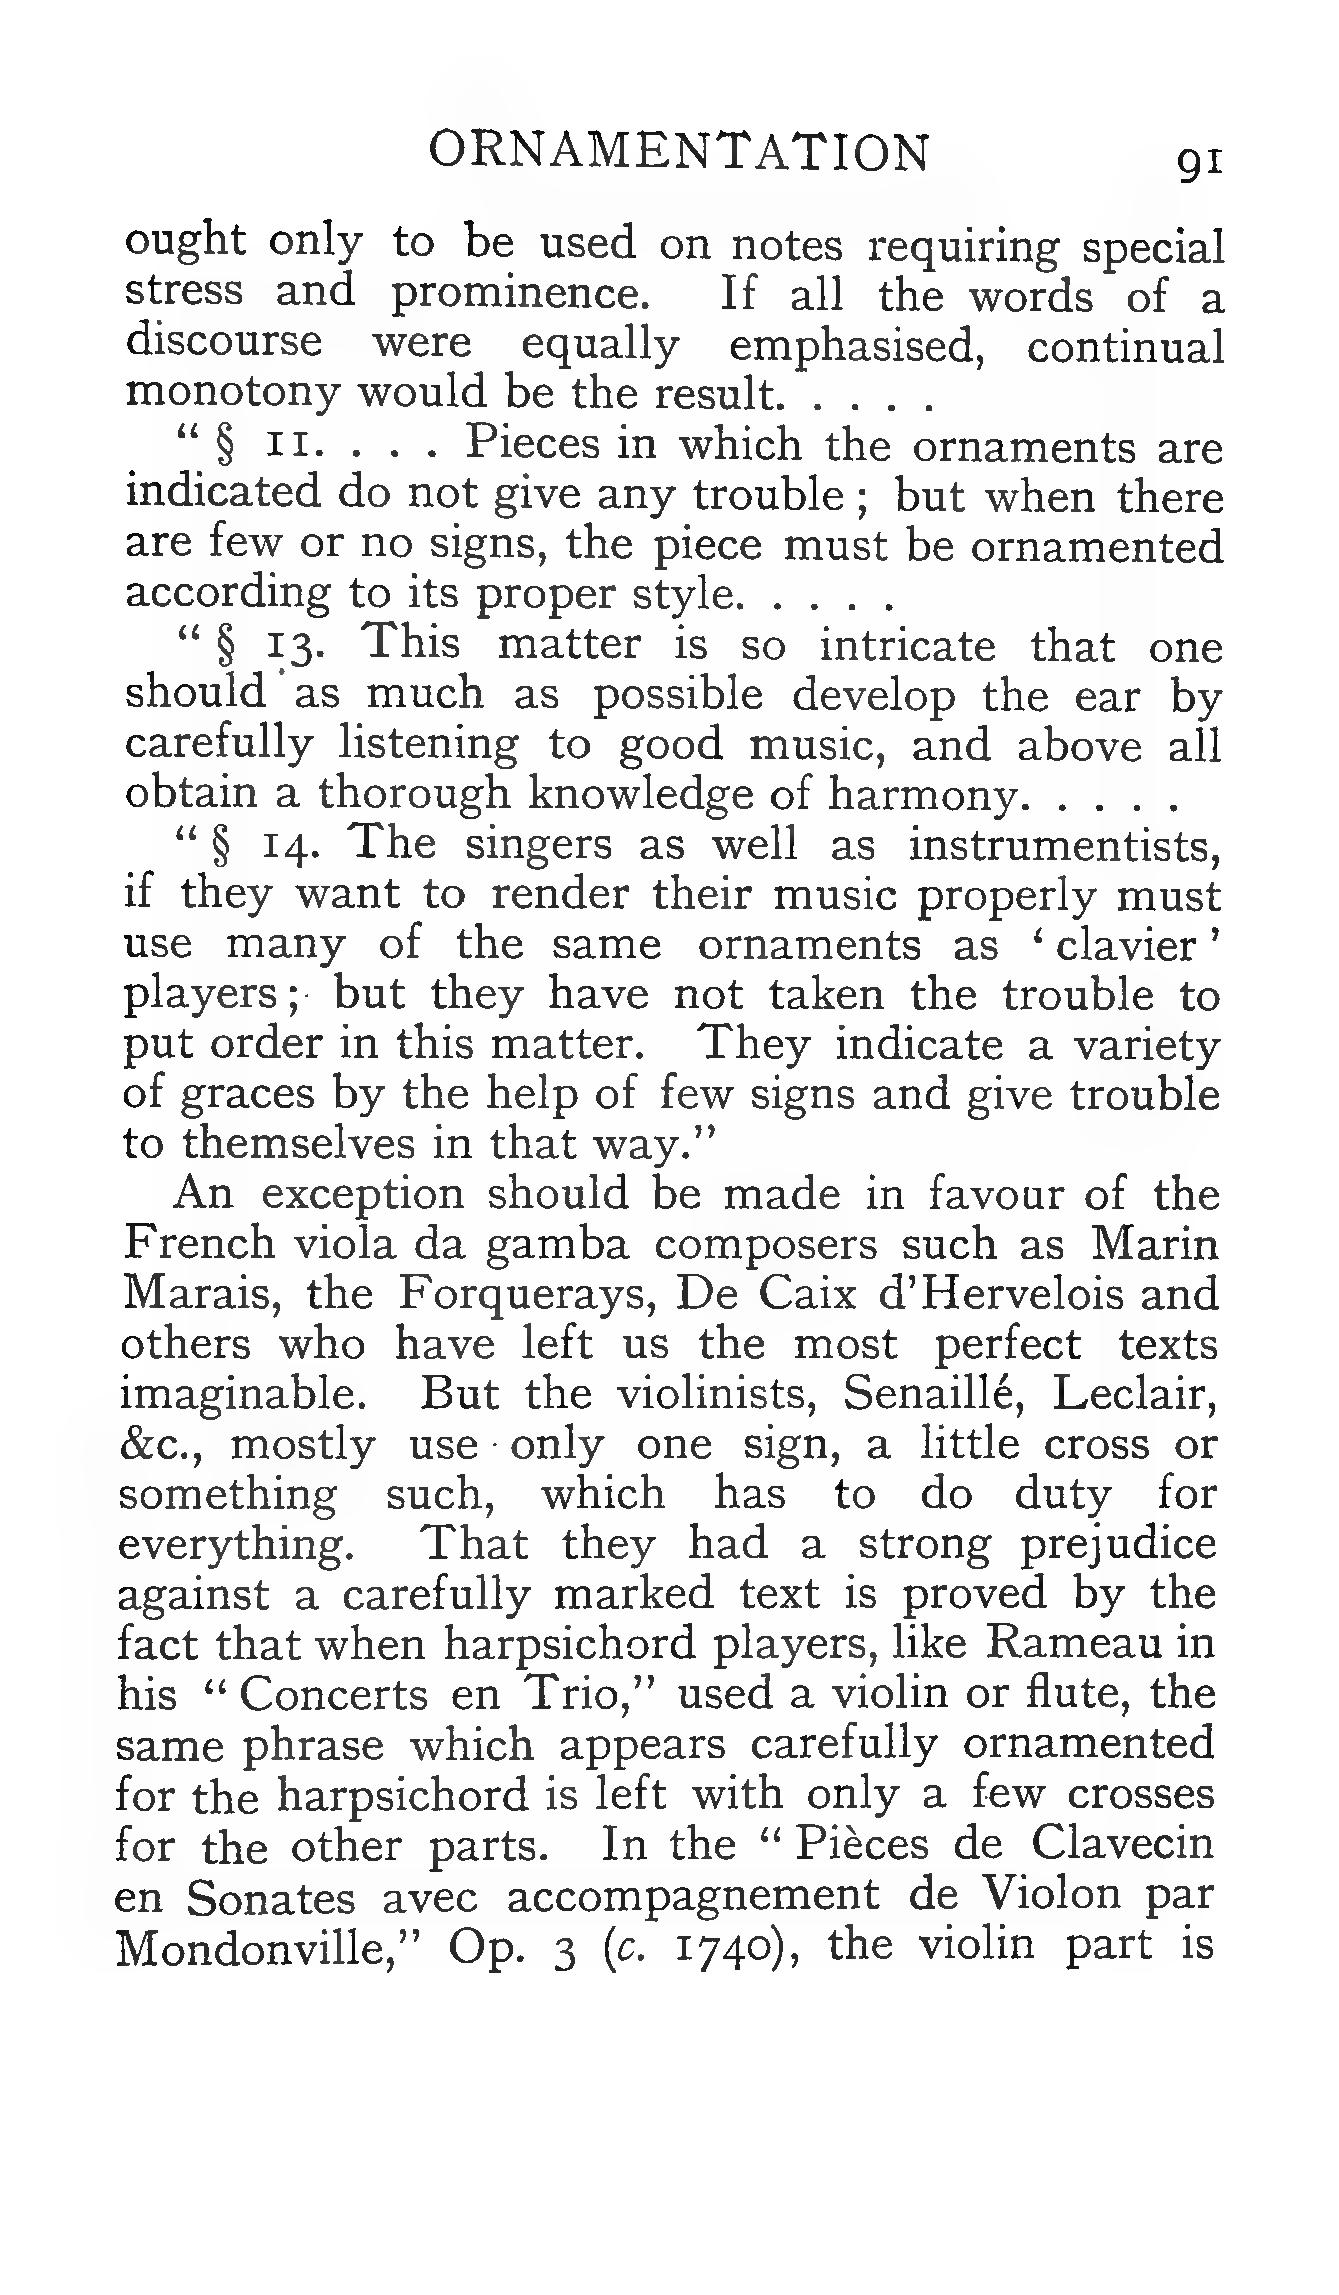 ORNAMENTATION 91
ought only to be used on notes requiring special
stress and prominence. If all the words of a
discourse were equally emphasised, continual
monotony would be the result. . . . .
“ § 11. . . . Pieces in which the ornaments are
indicated do not give any trouble ; but when there
are few or no signs, the piece must be ornamented
according to its proper style. . . . .
“ § 13. This matter is so intricate that one
should as much as possible develop the ear by
carefully listening to good music, and above all
obtain a thorough knowledge of harmony. . . . .
“ § 14. The singers as well as instrumentists,
if they want to render their music properly must
use many of the same ornaments as ‘ clavier ’
players ; but they have not taken the trouble to
put order in this matter. They indicate a variety
of graces by the help of few signs and give trouble
to themselves in that way.”
An exception should be made in favour of the
French viola da gamba composers such as Marin
Marais, the Forquerays, De Caix d’Hervelois and
others who have left us the most perfect texts
imaginable. But the violinists, Senaillé, Leclair,
&c., mostly use only one sign, a little cross or
something such, which has to do duty for
everything. That they had a strong prejudice
against a carefully marked text is proved by the
fact that when harpsichord players, like Rameau in
his “ Concerts en Trio,” used a violin or flute, the
same phrase which appears carefully ornamented
for the harpsichord is left with only a few crosses
for the other parts. In the “ Pièces de Clavecin
en Sonates avec accompagnement de Violon par
Mondonville,” Op. 3 (c. 1740), the violin part is